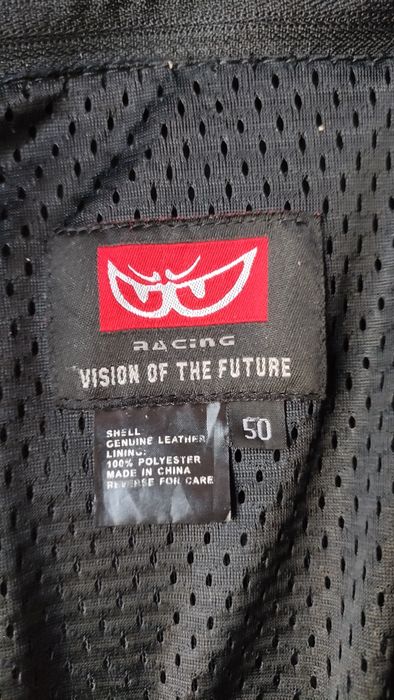 RACING
VISION OF THE FUTURE
SHELL
GENUINE LEATHER
LINING:
100% POLYESTER
MADE IN CHINA
REVERSE FOR CARE
50